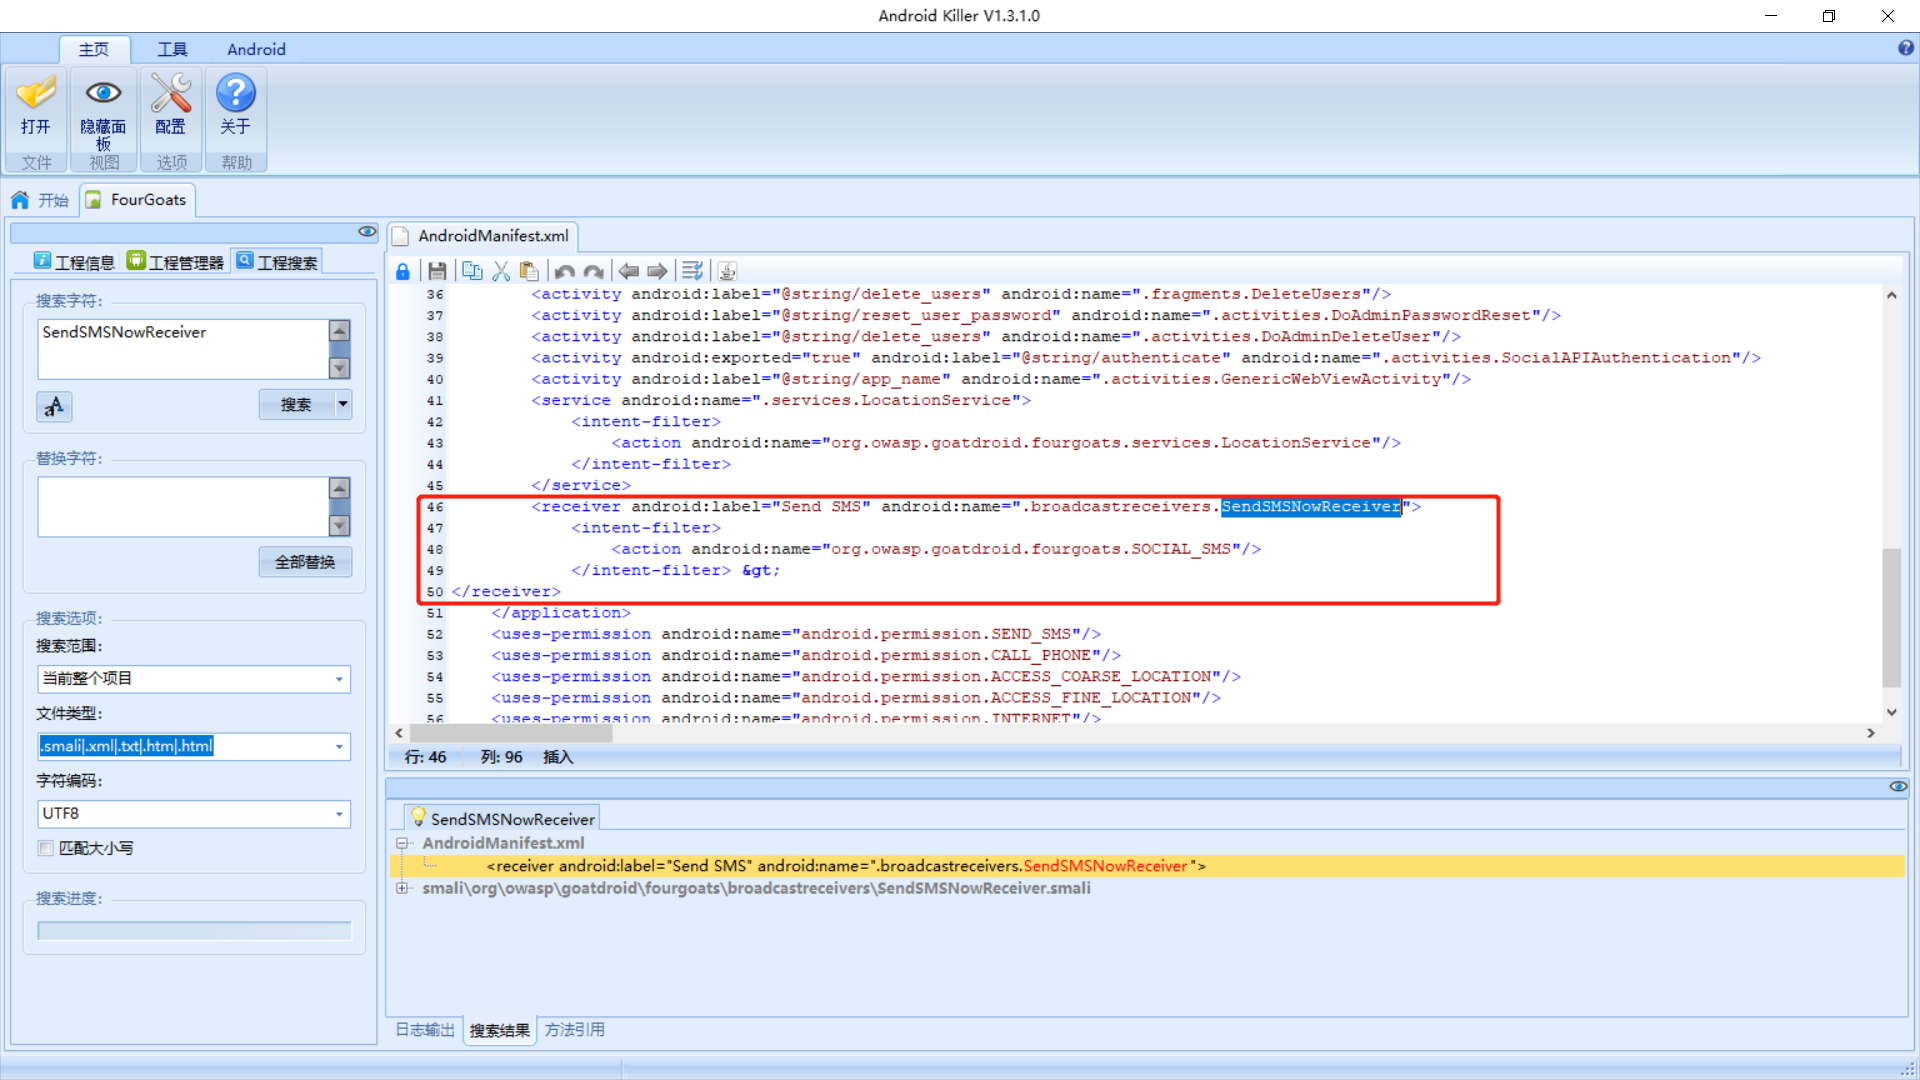 Android Killer V1.3.1.0
主页 工具 Android
打开 隐藏面板 配置 关于
文件 视图 选项 帮助
开始 FourGoats
工程信息 工程管理器 工程搜索
搜索字符:
SendSMSNowReceiver
aA 搜索
替换字符:
全部替换
搜索选项:
搜索范围:
当前整个项目
文件类型:
.smali|.xml|.txt|.htm|.html
字符编码:
UTF8
匹配大小写
搜索进度:
AndroidManifest.xml
36 <activity android:label="@string/delete_users" android:name=".fragments.DeleteUsers"/>
37 <activity android:label="@string/reset_user_password" android:name=".activities.DoAdminPasswordReset"/>
38 <activity android:label="@string/delete_users" android:name=".activities.DoAdminDeleteUser"/>
39 <activity android:exported="true" android:label="@string/authenticate" android:name=".activities.SocialAPIAuthentication"/>
40 <activity android:label="@string/app_name" android:name=".activities.GenericWebViewActivity"/>
41 <service android:name=".services.LocationService">
42 <intent-filter>
43 <action android:name="org.owasp.goatdroid.fourgoats.services.LocationService"/>
44 </intent-filter>
45 </service>
46 <receiver android:label="Send SMS" android:name=".broadcastreceivers.SendSMSNowReceiver">
47 <intent-filter>
48 <action android:name="org.owasp.goatdroid.fourgoats.SOCIAL_SMS"/>
49 </intent-filter> &gt;
50 </receiver>
51 </application>
52 <uses-permission android:name="android.permission.SEND_SMS"/>
53 <uses-permission android:name="android.permission.CALL_PHONE"/>
54 <uses-permission android:name="android.permission.ACCESS_COARSE_LOCATION"/>
55 <uses-permission android:name="android.permission.ACCESS_FINE_LOCATION"/>
56 <uses-permission android:name="android.permission.INTERNET"/>
行: 46 列: 96 插入
SendSMSNowReceiver
AndroidManifest.xml
<receiver android:label="Send SMS" android:name=".broadcastreceivers.SendSMSNowReceiver">
smali\org\owasp\goatdroid\fourgoats\broadcastreceivers\SendSMSNowReceiver.smali
日志输出 搜索结果 方法引用